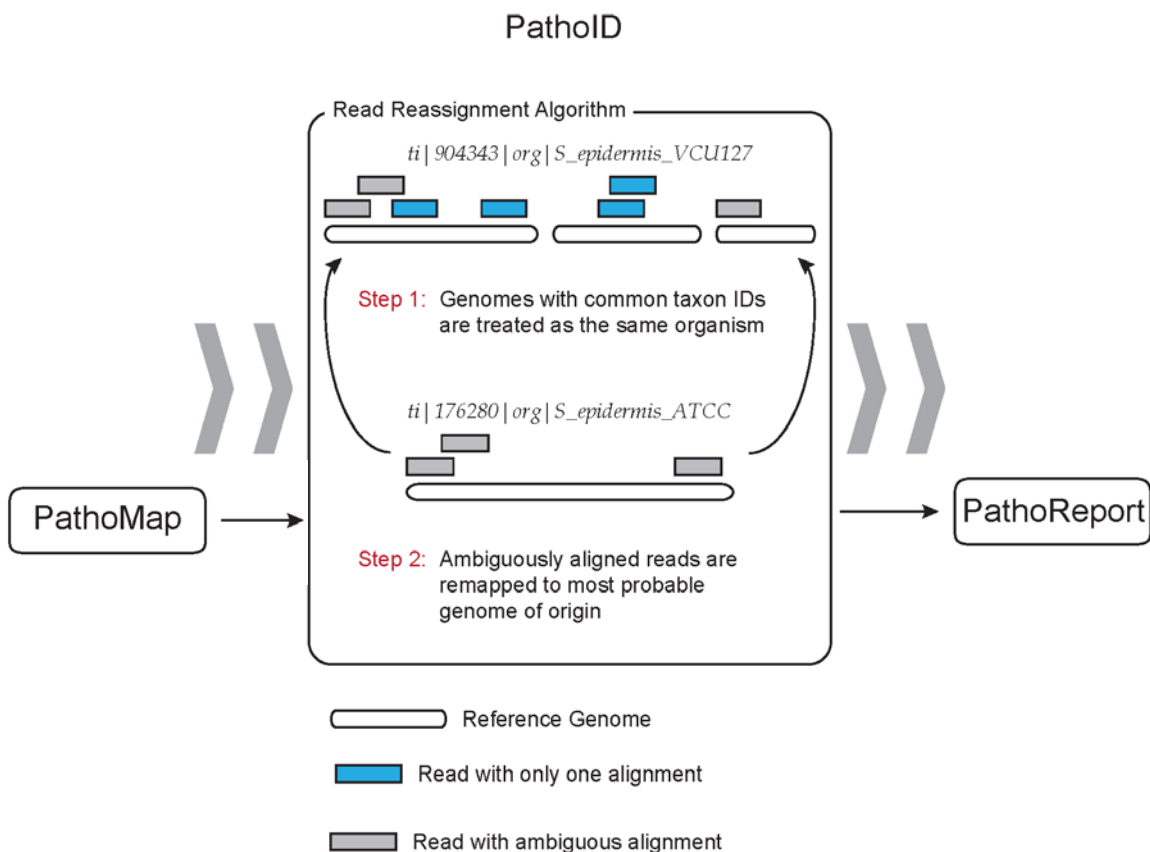 PathoID
Read Reassignment Algorithm
ti|904343|org|S_epidermis_VCU127
Step 1: Genomes with common taxon IDs
are treated as the same organism
ti|176280|org|S_epidermis_ATCC
PathoMap
PathoReport
Step 2: Ambiguously aligned reads are
remapped to most probable
genome of origin
Reference Genome
Read with only one alignment
Read with ambiguous alignment